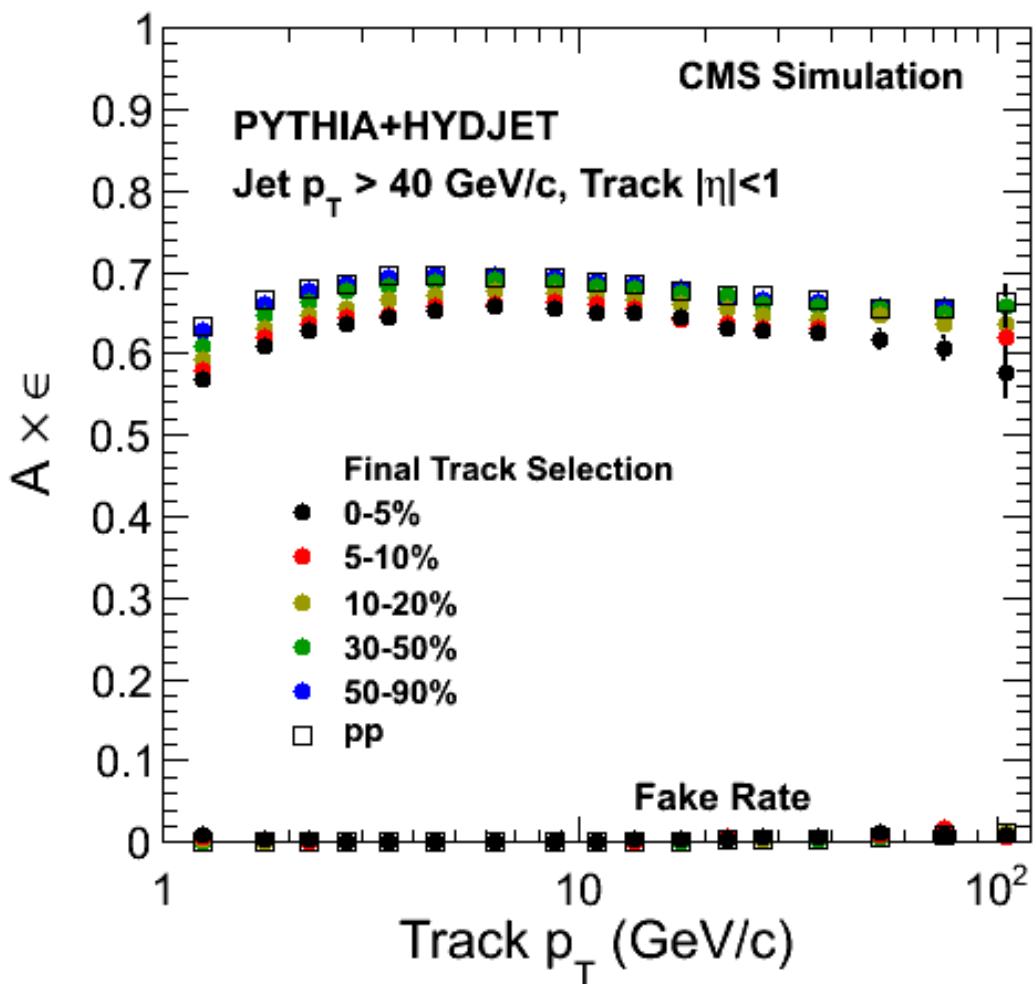 CMS Simulation
PYTHIA+HYDJET
Jet p_T > 40 GeV/c, Track |η|<1
1
0.9
0.8
0.7
0.6
0.5
0.4
0.3
0.2
0.1
0
A × ϵ
Final Track Selection
0-5%
5-10%
10-20%
30-50%
50-90%
pp
Fake Rate
1
10
10²
Track p_T (GeV/c)